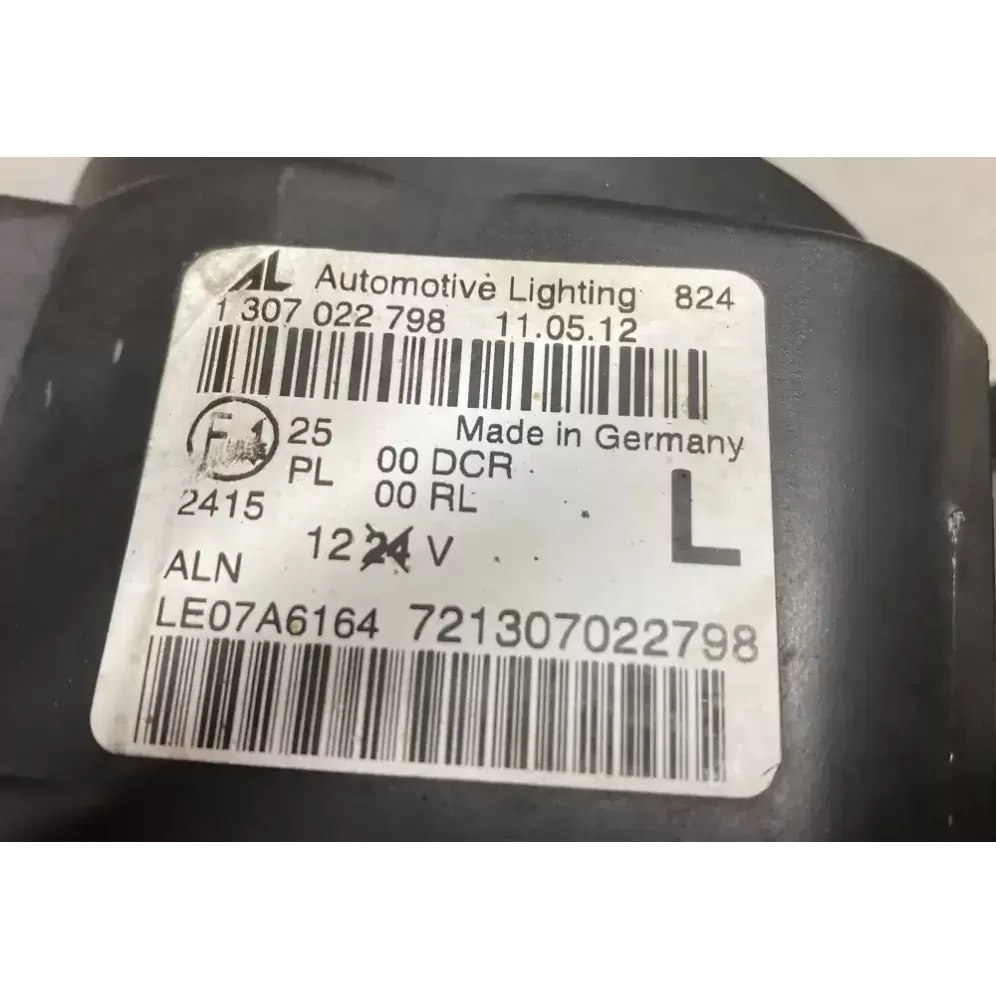 AL Automotive Lighting 824
1 307 022 798 11.05.12
Made in Germany
25 00 DCR
PL 00 RL
2415
L
12 24 V
ALN
LE07A6164 721307022798